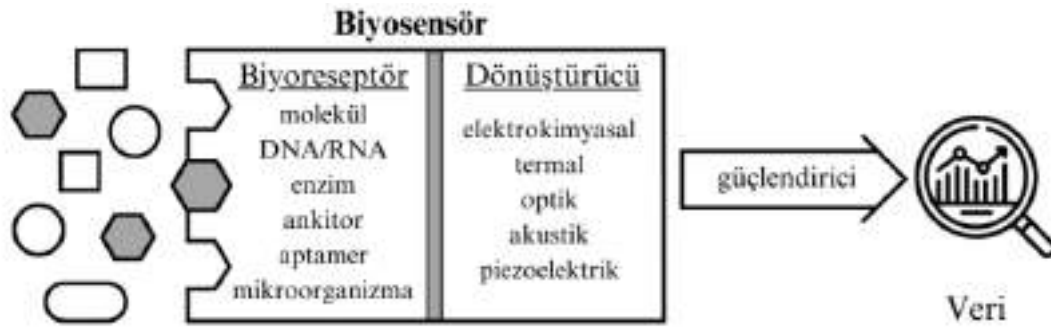 Biyosensör
Biyoreseptör
molekül
DNA/RNA
enzim
ankitor
aptamer
mikroorganizma
Dönüştürücü
elektrokimyasal
termal
optik
akustik
piezoelektrik
güçlendirici
Veri